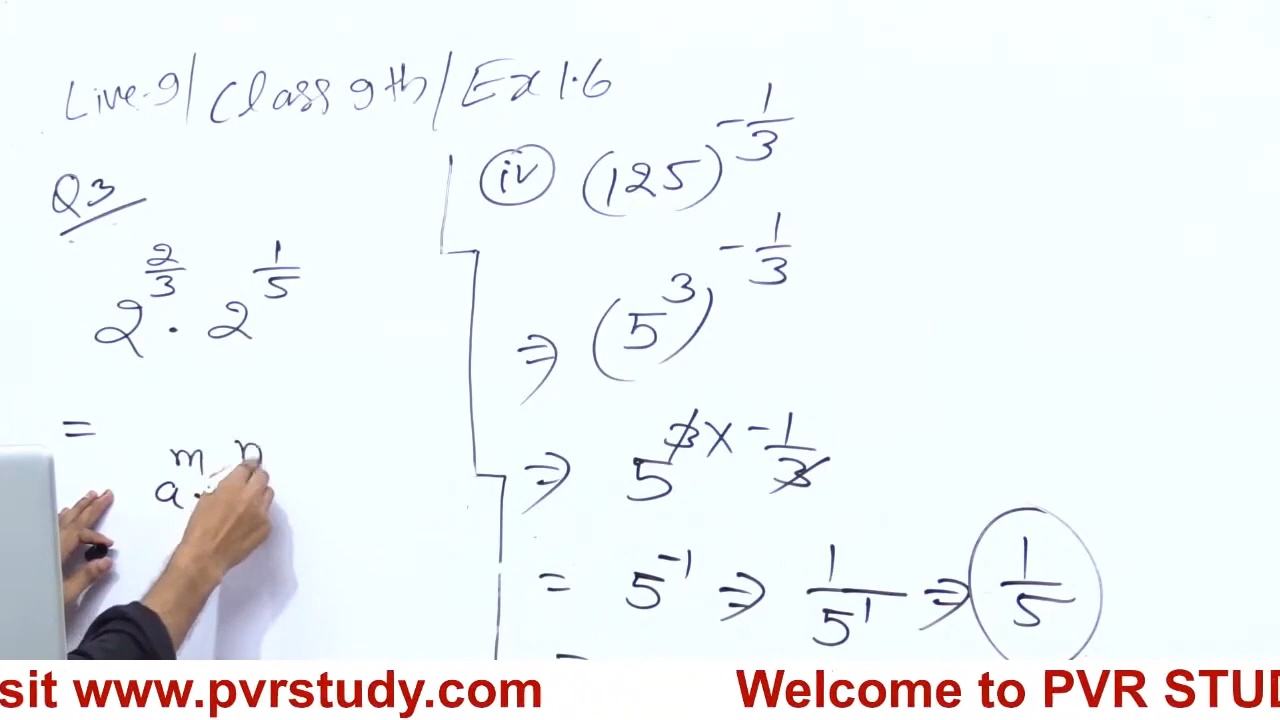 Live-9/Class 9th/Ex 1.6
Q3
2^(2/3) . 2^(1/5)
=
a^m . ^n
(iv) (125)^(-1/3)
⇒ (5^3)^(-1/3)
⇒ 5^(3 × -1/3)
= 5^(-1) ⇒ 1/5^1 ⇒ 1/5
sit www.pvrstudy.com Welcome to PVR STUD